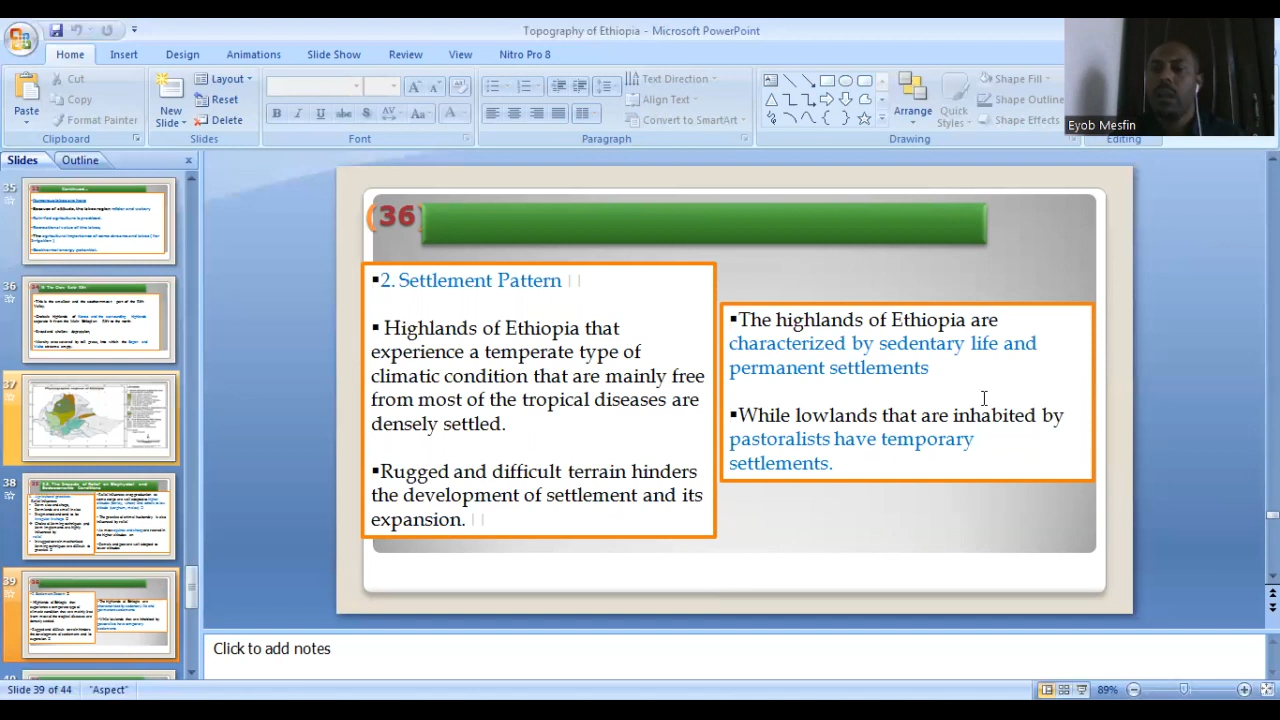 Topography of Ethiopia - Microsoft PowerPoint
Home Insert Design Animations Slide Show Review View Nitro Pro 8
Paste
Cut
Copy
Format Painter
Clipboard
New
Slide
Layout
Reset
Delete
Slides
Font
Text Direction
Align Text
Convert to SmartArt
Paragraph
Arrange
Quick
Styles
Shape Fill
Shape Outline
Shape Effects
Drawing
Editing
Eyob Mesfin
Slides Outline
35
36
37
38
39
(36)
▪2. Settlement Pattern
▪ Highlands of Ethiopia that
experience a temperate type of
climatic condition that are mainly free
from most of the tropical diseases are
densely settled.
▪Rugged and difficult terrain hinders
the development of settlement and its
expansion.
▪The highlands of Ethiopia are
characterized by sedentary life and
permanent settlements
▪While lowlands that are inhabited by
pastoralists have temporary
settlements.
Click to add notes
Slide 39 of 44 "Aspect" 89%